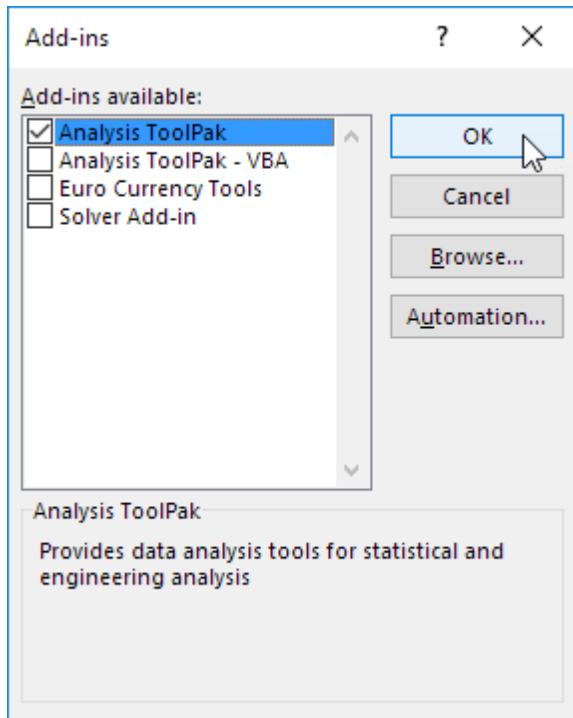 Add-ins ?
Add-ins available:
Analysis ToolPak
Analysis ToolPak - VBA
Euro Currency Tools
Solver Add-in
OK
Cancel
Browse...
Automation...
Analysis ToolPak
Provides data analysis tools for statistical and
engineering analysis